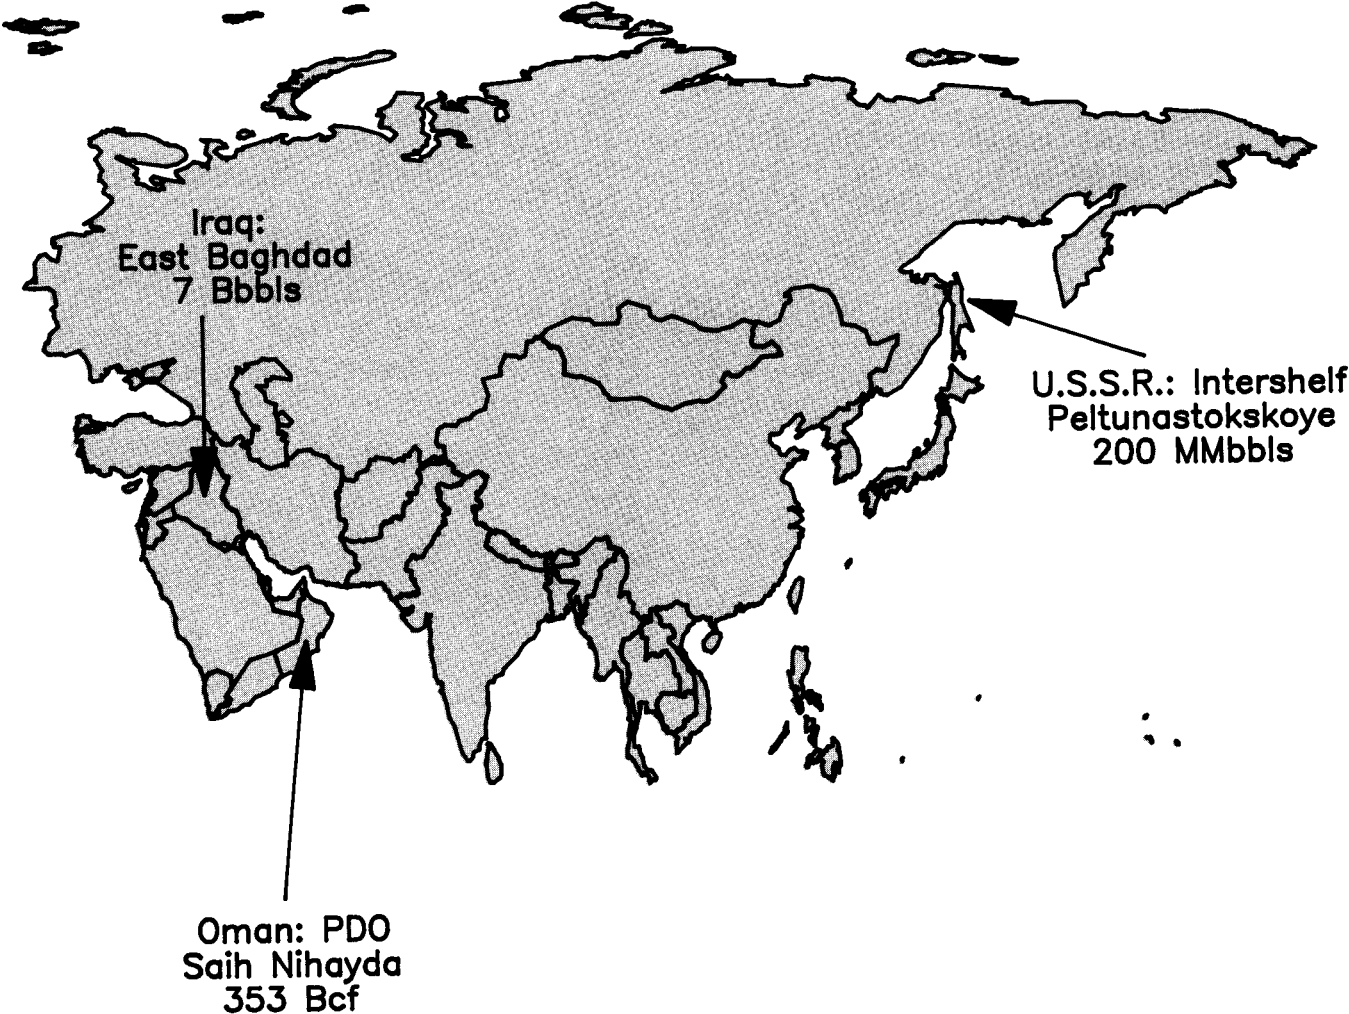 Iraq:
East Baghdad
7 Bbbls
U.S.S.R.: Intershelf
Peltunastokskoye
200 MMbbls
Oman: PDO
Saih Nihayda
353 Bcf